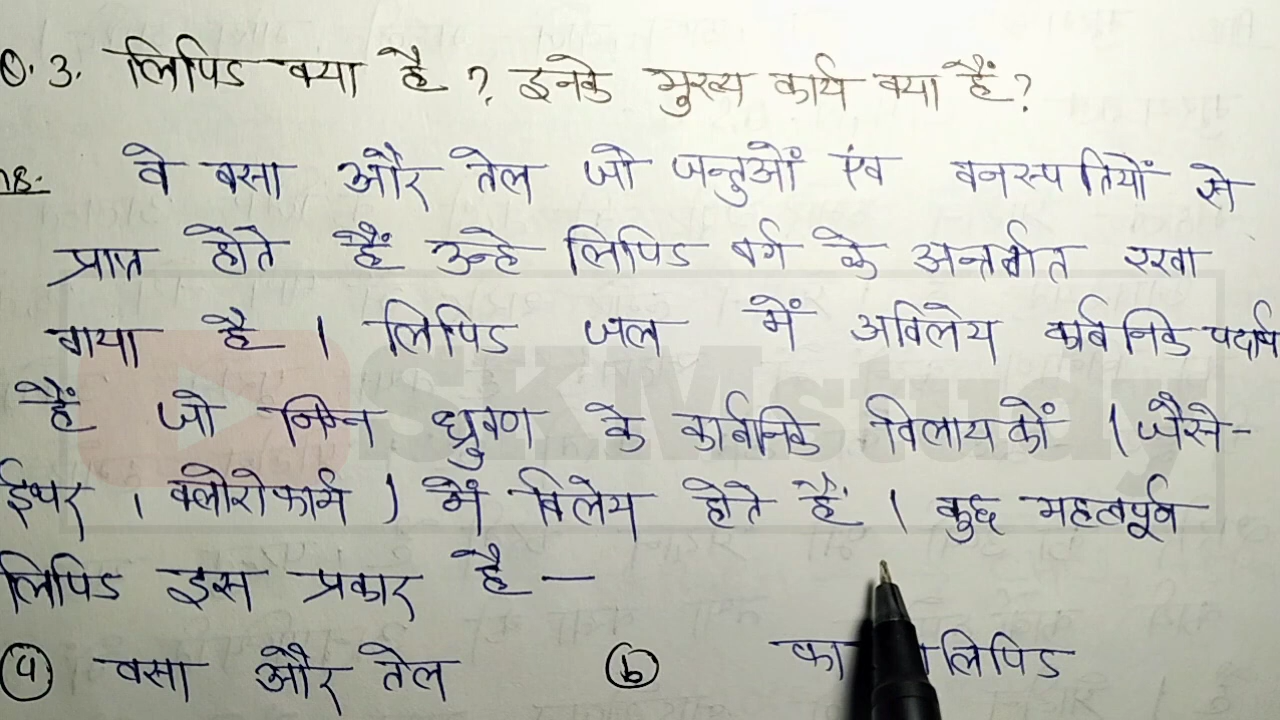 Q. 3. लिपिड क्या है ? इनके मुख्य कार्य क्या हैं ?
वे वसा और तेल जो जन्तुओं एंव वनस्पतियों से
प्राप्त होते हैं उन्हे लिपिड वर्ग के अन्तर्गत रखा
गया है । लिपिड जल में अविलेय कार्बनिक पदार्थ
हैं जो निम्न ध्रुवण के कार्बनिक विलायकों (जैसे-
ईथर , क्लोरोफार्म ) में विलेय होते हैं । कुछ महत्वपूर्ण
लिपिड इस प्रकार है —
(a) वसा और तेल (b) लिपिड
SKMstudy